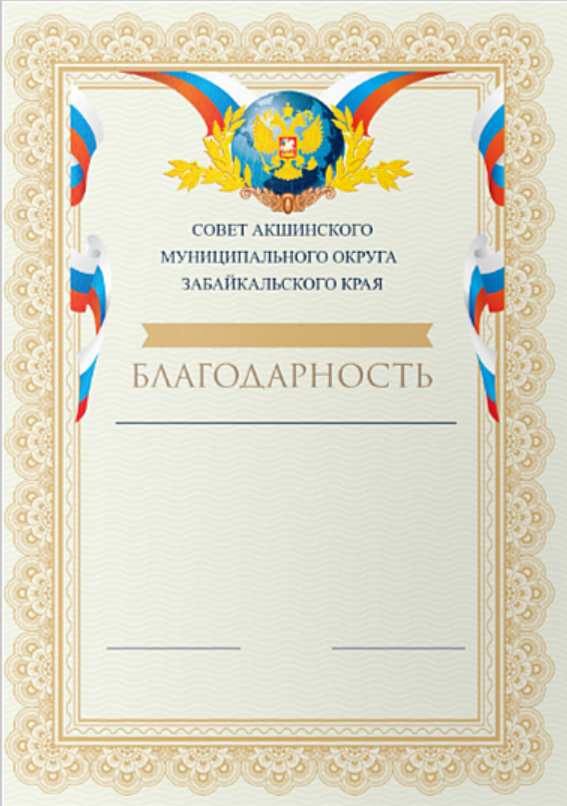 СОВЕТ АКШИНСКОГО
МУНИЦИПАЛЬНОГО ОКРУГА
ЗАБАЙКАЛЬСКОГО КРАЯ
БЛАГОДАРНОСТЬ